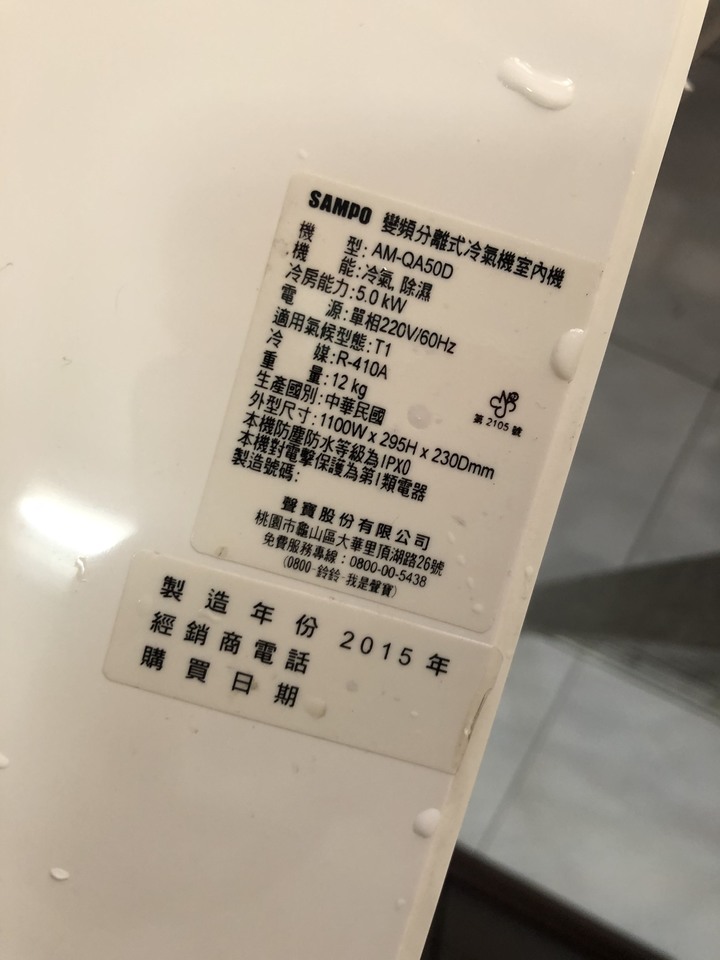 SAMPO 變頻分離式冷氣機室內機
機 型:AM-QA50D
機 能:冷氣, 除濕
冷房能力:5.0 kW
電 源:單相220V/60Hz
適用氣候型態:T1
冷 媒:R-410A
重 量:12 kg
生產國別:中華民國
外型尺寸:1100W x 295H x 230Dmm
本機防塵防水等級為IPX0
本機對電擊保護為第I類電器
製造號碼:
第 2105 號
聲寶股份有限公司
桃園市龜山區大華里頂湖路26號
免費服務專線:0800-00-5438
(0800-鈴鈴-我是聲寶)
製造年份 2015年
經銷商電話
購買日期